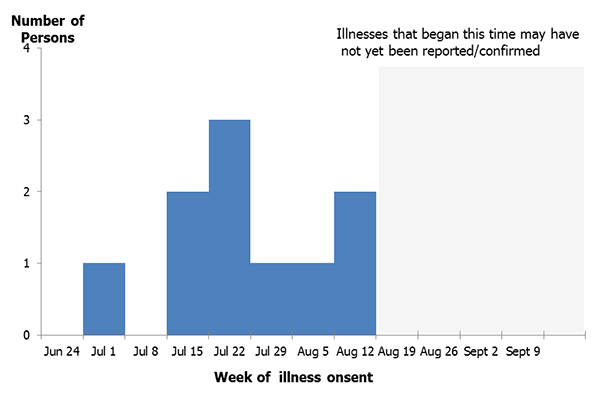 Number of
Persons
Illnesses that began this time may have
not yet been reported/confirmed
4
3
2
1
0
Jun 24 Jul 1 Jul 8 Jul 15 Jul 22 Jul 29 Aug 5 Aug 12 Aug 19 Aug 26 Sept 2 Sept 9
Week of illness onsent